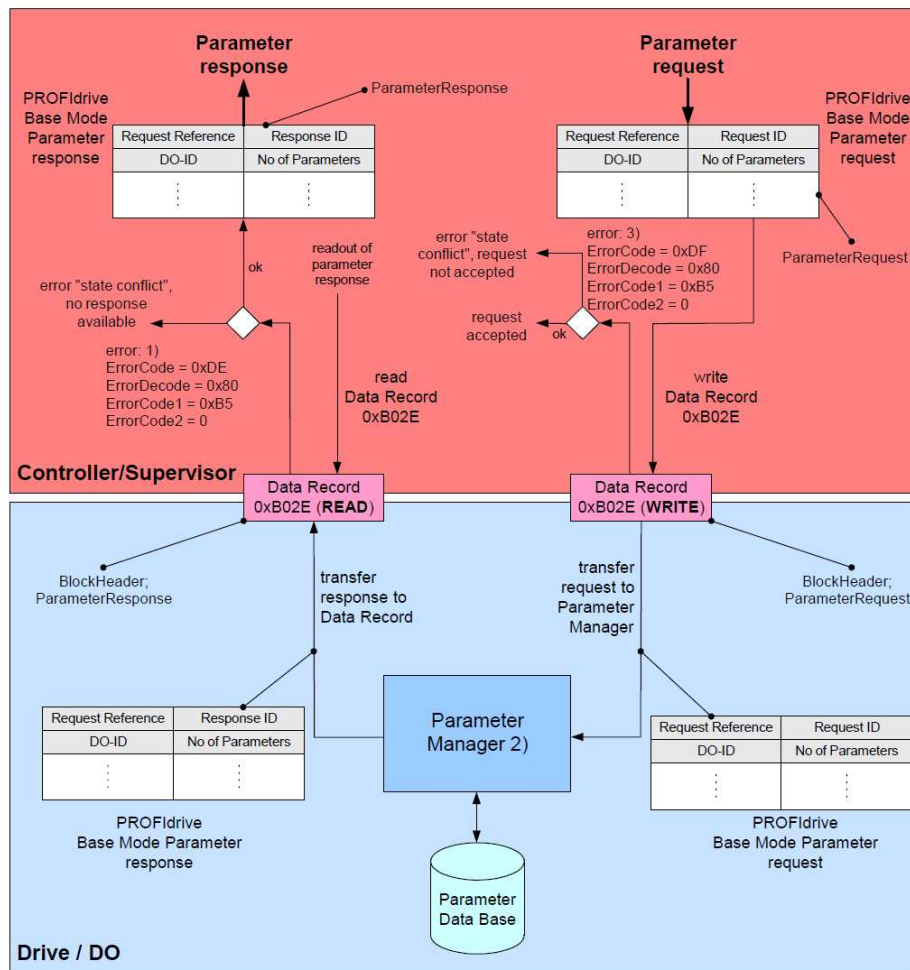 Parameter
response
Parameter
request
ParameterResponse
PROFIdrive
Base Mode
Parameter
response
Request Reference
Response ID
DO-ID
No of Parameters
Request Reference
Request ID
DO-ID
No of Parameters
PROFIdrive
Base Mode
Parameter
request
ok
readout of
parameter
response
error "state conflict",
no response
available
error: 1)
ErrorCode = 0xDE
ErrorDecode = 0x80
ErrorCode1 = 0xB5
ErrorCode2 = 0
read
Data Record
0xB02E
error "state
conflict", request
not accepted
error: 3)
ErrorCode = 0xDF
ErrorDecode = 0x80
ErrorCode1 = 0xB5
ErrorCode2 = 0
ParameterRequest
request
accepted
ok
write
Data Record
0xB02E
Controller/Supervisor
Data Record
0xB02E (READ)
Data Record
0xB02E (WRITE)
BlockHeader;
ParameterResponse
transfer
response to
Data Record
transfer
request to
Parameter
Manager
BlockHeader;
ParameterRequest
Request Reference
Response ID
DO-ID
No of Parameters
PROFIdrive
Base Mode Parameter
response
Parameter
Manager 2)
Request Reference
Request ID
DO-ID
No of Parameters
PROFIdrive
Base Mode Parameter
request
Parameter
Data Base
Drive / DO